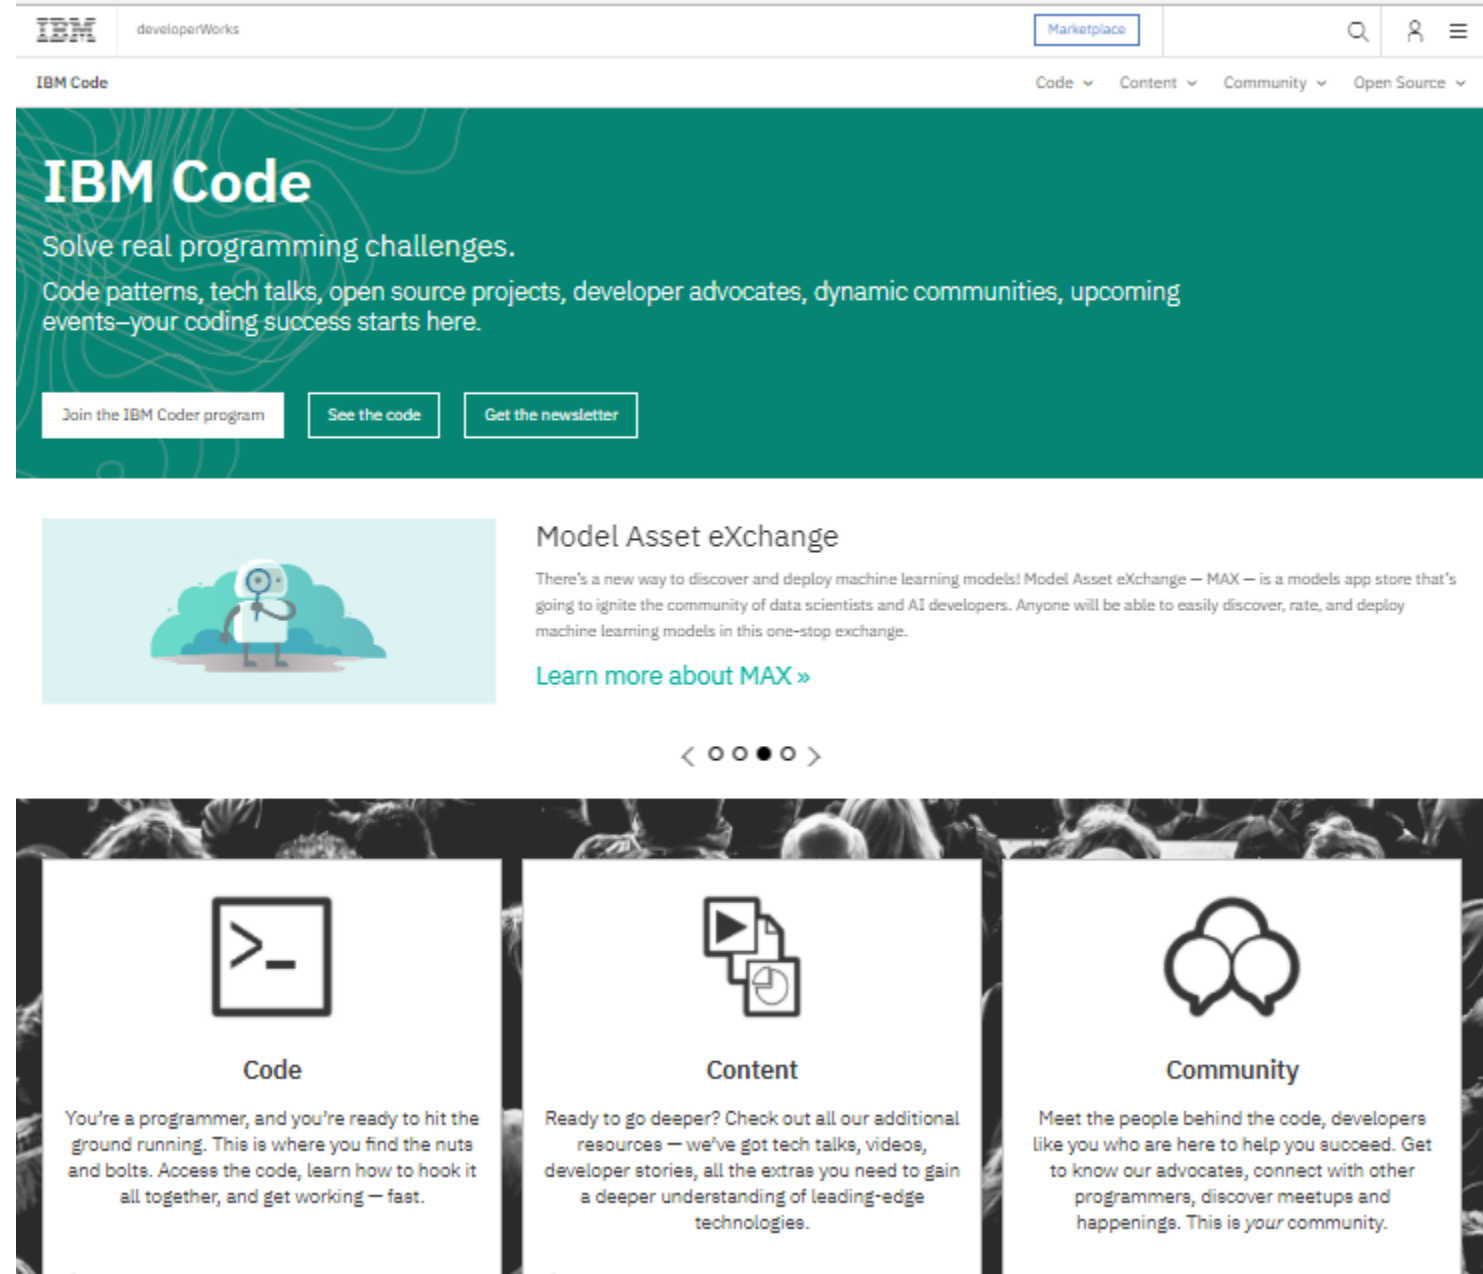 IBM developerWorks Marketplace
IBM Code Code Content Community Open Source
IBM Code
Solve real programming challenges.
Code patterns, tech talks, open source projects, developer advocates, dynamic communities, upcoming
events–your coding success starts here.
Join the IBM Coder program See the code Get the newsletter
Model Asset eXchange
There's a new way to discover and deploy machine learning models! Model Asset eXchange — MAX — is a models app store that's
going to ignite the community of data scientists and AI developers. Anyone will be able to easily discover, rate, and deploy
machine learning models in this one-stop exchange.
Learn more about MAX »
Code
You're a programmer, and you're ready to hit the
ground running. This is where you find the nuts
and bolts. Access the code, learn how to hook it
all together, and get working — fast.
Content
Ready to go deeper? Check out all our additional
resources — we've got tech talks, videos,
developer stories, all the extras you need to gain
a deeper understanding of leading-edge
technologies.
Community
Meet the people behind the code, developers
like you who are here to help you succeed. Get
to know our advocates, connect with other
programmers, discover meetups and
happenings. This is your community.